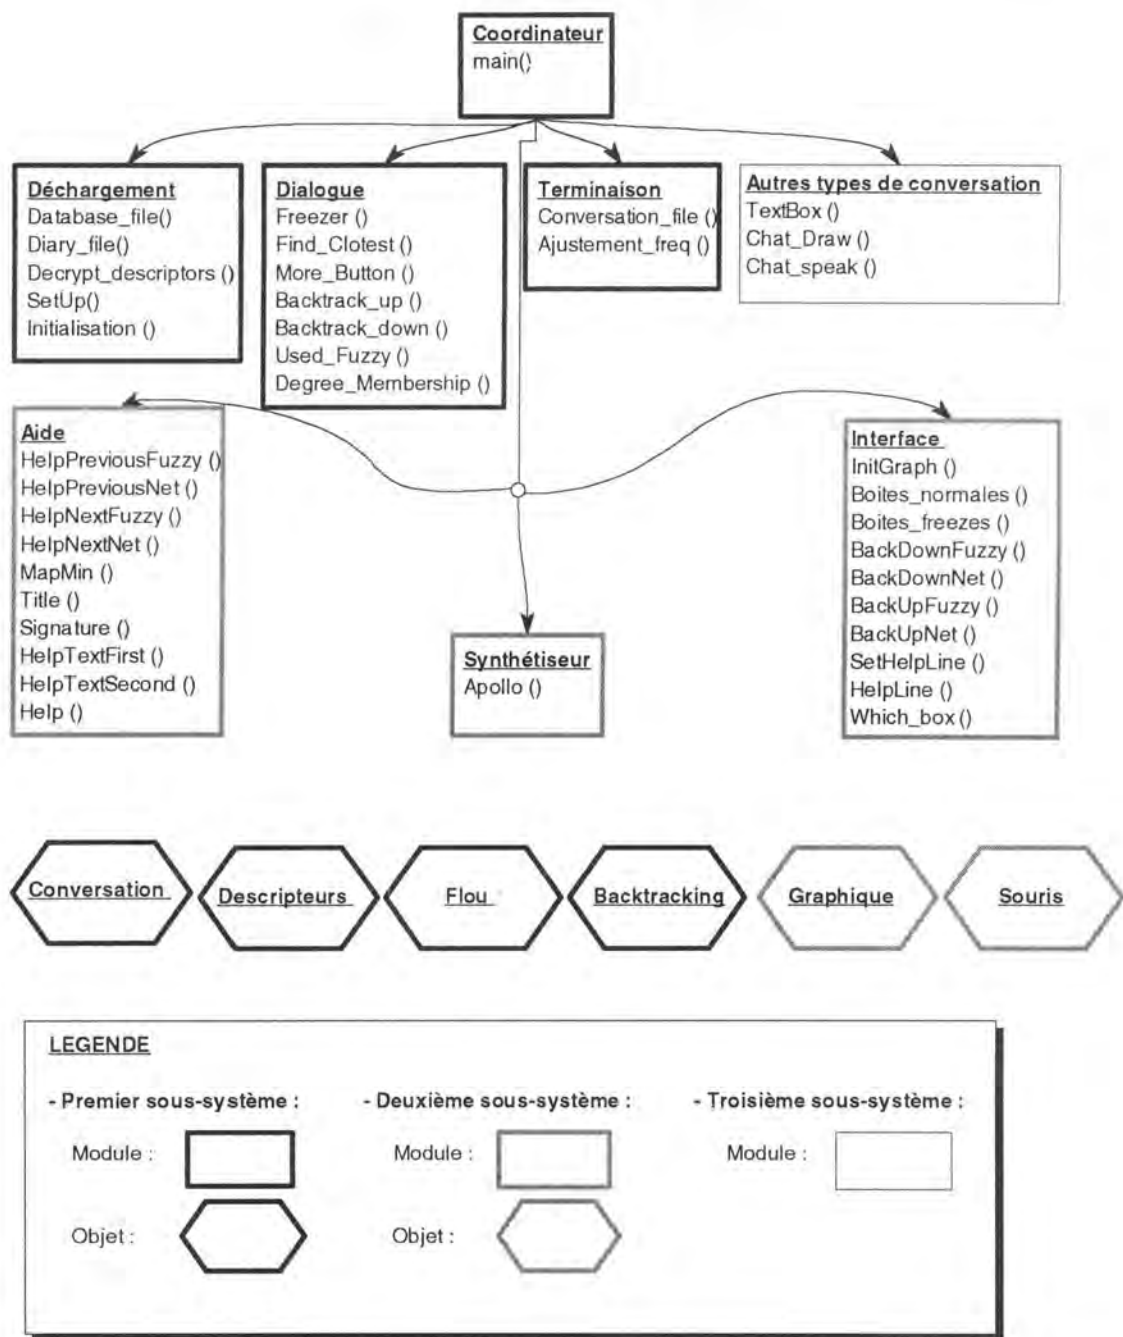 Coordinateur
main()
Déchargement
Database_file()
Diary_file()
Decrypt_descriptors ()
SetUp()
Initialisation ()
Dialogue
Freezer ()
Find_Clotest ()
More_Button ()
Backtrack_up ()
Backtrack_down ()
Used_Fuzzy ()
Degree_Membership ()
Terminaison
Conversation_file ()
Ajustement_freq ()
Autres types de conversation
TextBox ()
Chat_Draw ()
Chat_speak ()
Aide
HelpPreviousFuzzy ()
HelpPreviousNet ()
HelpNextFuzzy ()
HelpNextNet ()
MapMin ()
Title ()
Signature ()
HelpTextFirst ()
HelpTextSecond ()
Help ()
Synthétiseur
Apollo ()
Interface
InitGraph ()
Boites_normales ()
Boites_freezes ()
BackDownFuzzy ()
BackDownNet ()
BackUpFuzzy ()
BackUpNet ()
SetHelpLine ()
HelpLine ()
Which_box ()
Conversation
Descripteurs
Flou
Backtracking
Graphique
Souris
LEGENDE
- Premier sous-système :
- Deuxième sous-système :
- Troisième sous-système :
Module :
Module :
Module :
Objet :
Objet :